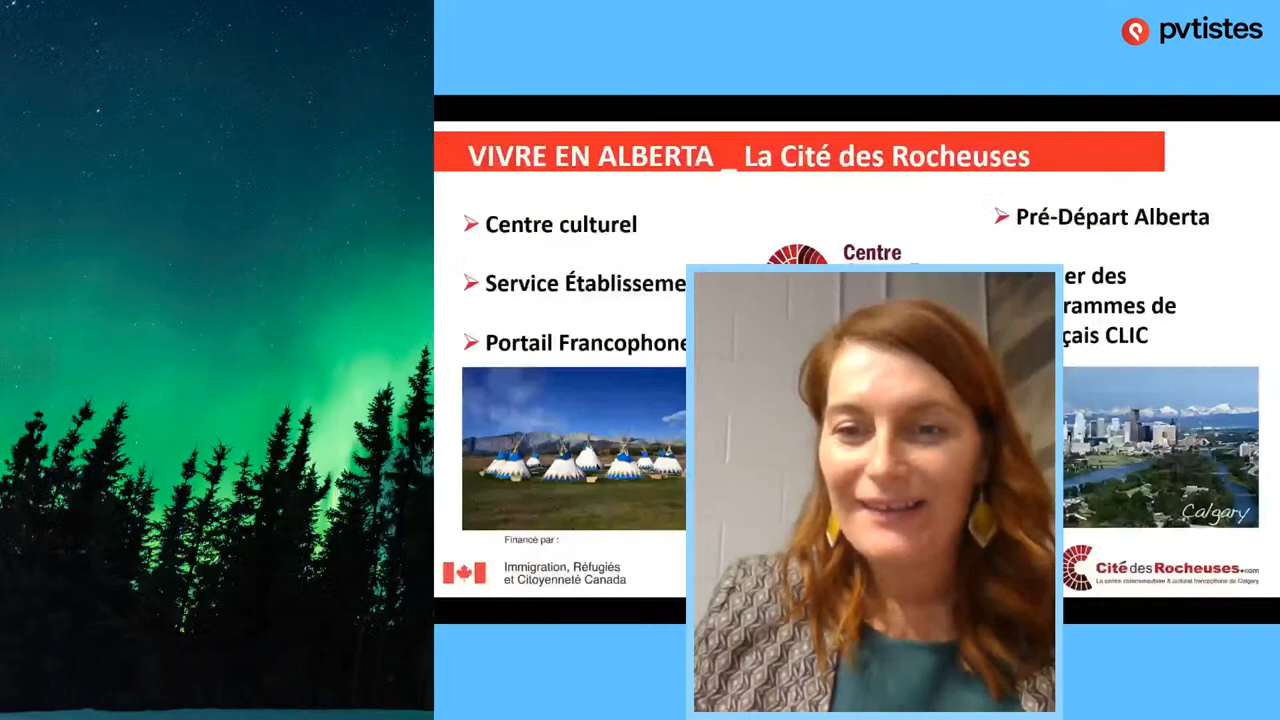 pvtistes
VIVRE EN ALBERTA _ La Cité des Rocheuses
Centre culturel
Service Établisseme
Portail Francophone
Centre
Pré-Départ Alberta
er des
rammes de
çais CLIC
Calgary
Financé par :
Immigration, Réfugiés
et Citoyenneté Canada
Cité des Rocheuses.com
Le centre communautaire & culturel francophone de Calgary